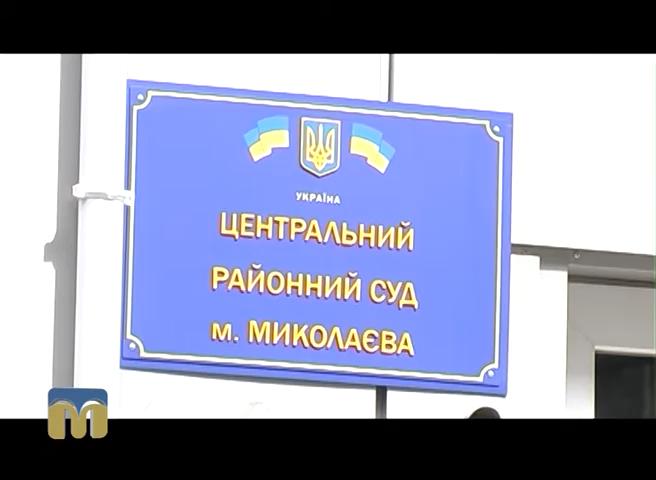 УКРАЇНА
ЦЕНТРАЛЬНИЙ
РАЙОННИЙ СУД
м. МИКОЛАЄВА
m